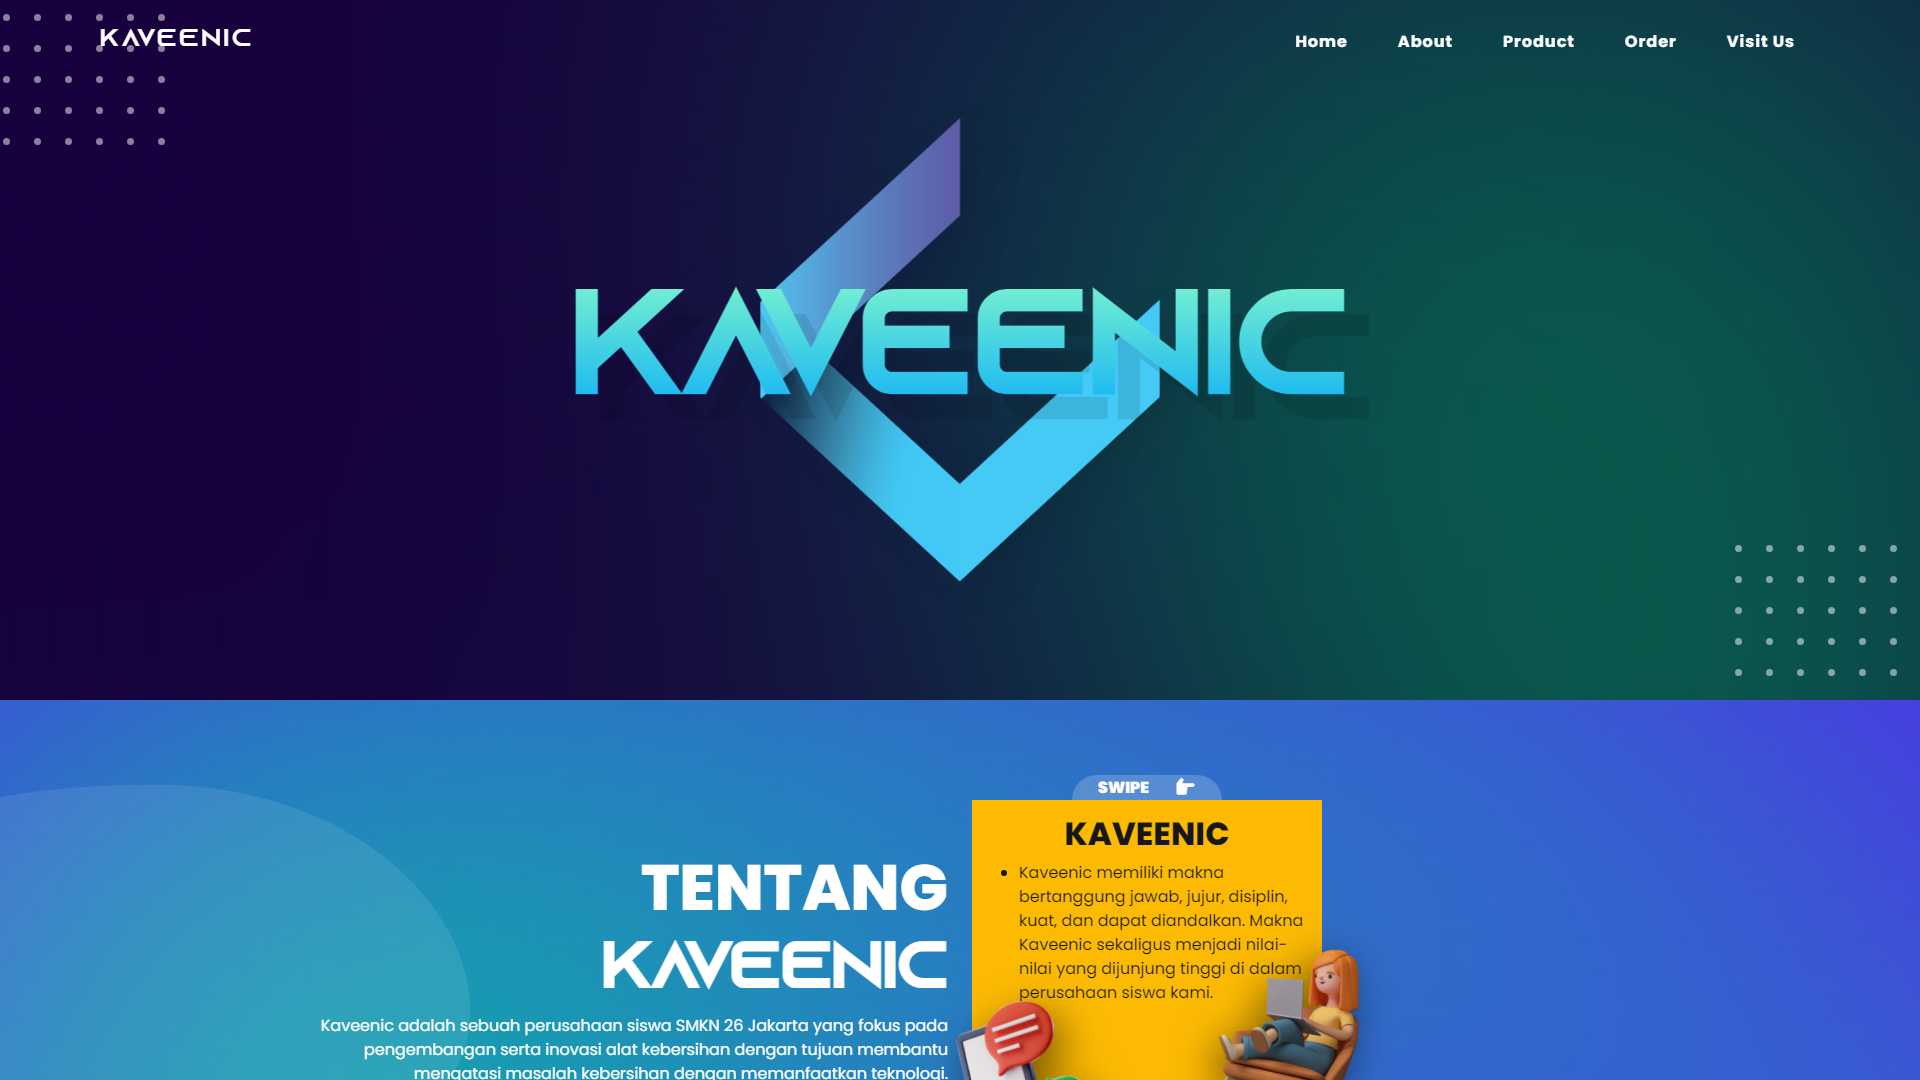 KAVEENIC
Home About Product Order Visit Us
KAVEENIC
TENTANG
KAVEENIC
Kaveenic adalah sebuah perusahaan siswa SMKN 26 Jakarta yang fokus pada
pengembangan serta inovasi alat kebersihan dengan tujuan membantu
mengatasi masalah kebersihan dengan memanfaatkan teknologi.
SWIPE
KAVEENIC
Kaveenic memiliki makna
bertanggung jawab, jujur, disiplin,
kuat, dan dapat diandalkan. Makna
Kaveenic sekaligus menjadi nilai-
nilai yang dijunjung tinggi di dalam
perusahaan siswa kami.